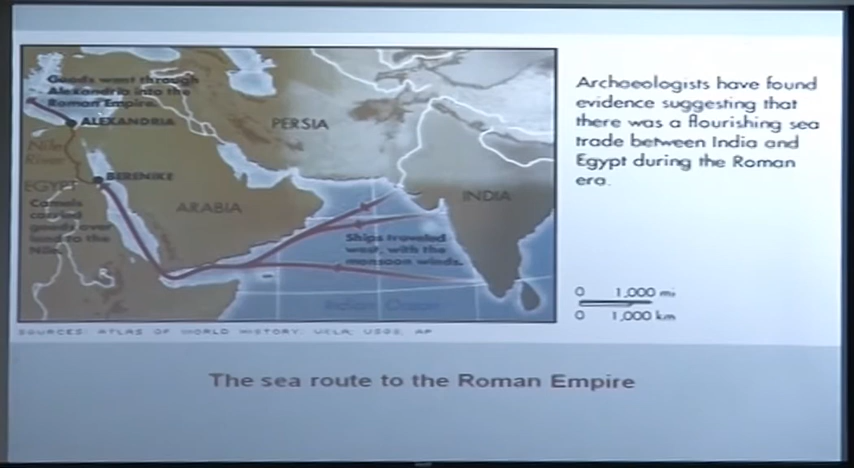 Goods went through
Alexandria into the
Roman Empire.
ALEXANDRIA
Nile
River
EGYPT
BERENIKE
Camels
carried
goods over
land to the
Nile.
PERSIA
ARABIA
INDIA
Ships traveled
west, with the
monsoon winds.
Indian Ocean
SOURCES: ATLAS OF WORLD HISTORY; UCLA; USGS; AP
Archaeologists have found
evidence suggesting that
there was a flourishing sea
trade between India and
Egypt during the Roman
era.
0 1,000 mi
0 1,000 km
The sea route to the Roman Empire